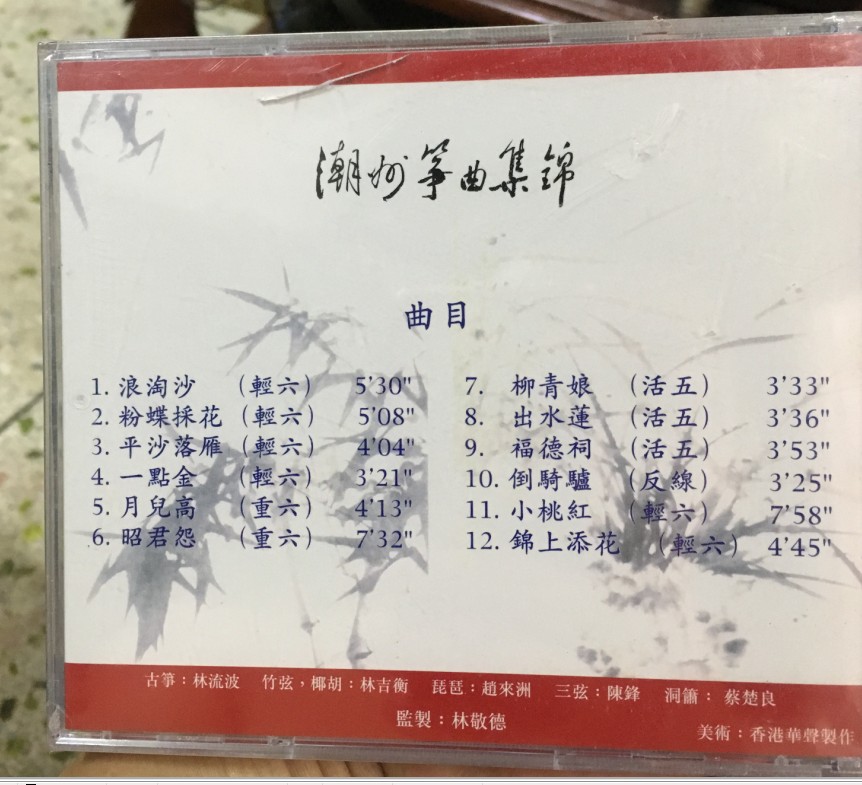 潮州箏曲集錦
曲目
1. 浪淘沙 （輕六） 5'30"
2. 粉蝶採花（輕六） 5'08"
3. 平沙落雁（輕六） 4'04"
4. 一點金 （輕六） 3'21"
5. 月兒高 （重六） 4'13"
6. 昭君怨 （重六） 7'32"
7. 柳青娘 （活五） 3'33"
8. 出水蓮 （活五） 3'36"
9. 福德祠 （活五） 3'53"
10. 倒騎驢 （反線） 3'25"
11. 小桃紅 （輕六） 7'58"
12. 錦上添花 （輕六） 4'45"
古箏：林流波 竹弦，椰胡：林吉衡 琵琶：趙來洲 三弦：陳鋒 洞簫： 蔡楚良
監製：林敬德
美術：香港華聲製作